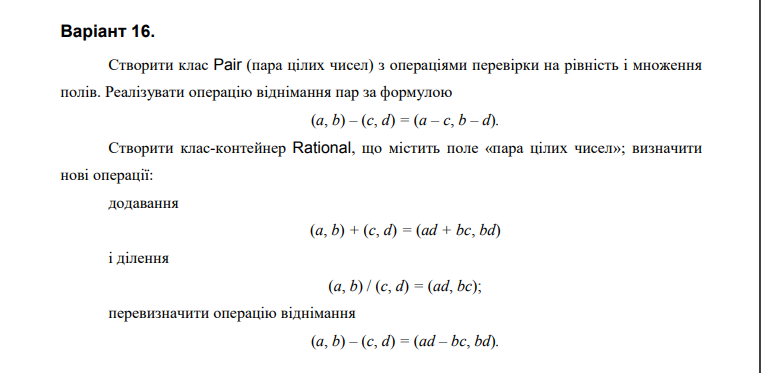 Варіант 16.
Створити клас Pair (пара цілих чисел) з операціями перевірки на рівність і множення
полів. Реалізувати операцію віднімання пар за формулою
(a, b) – (c, d) = (a – c, b – d).
Створити клас-контейнер Rational, що містить поле «пара цілих чисел»; визначити
нові операції:
додавання
(a, b) + (c, d) = (ad + bc, bd)
і ділення
(a, b) / (c, d) = (ad, bc);
перевизначити операцію віднімання
(a, b) – (c, d) = (ad – bc, bd).